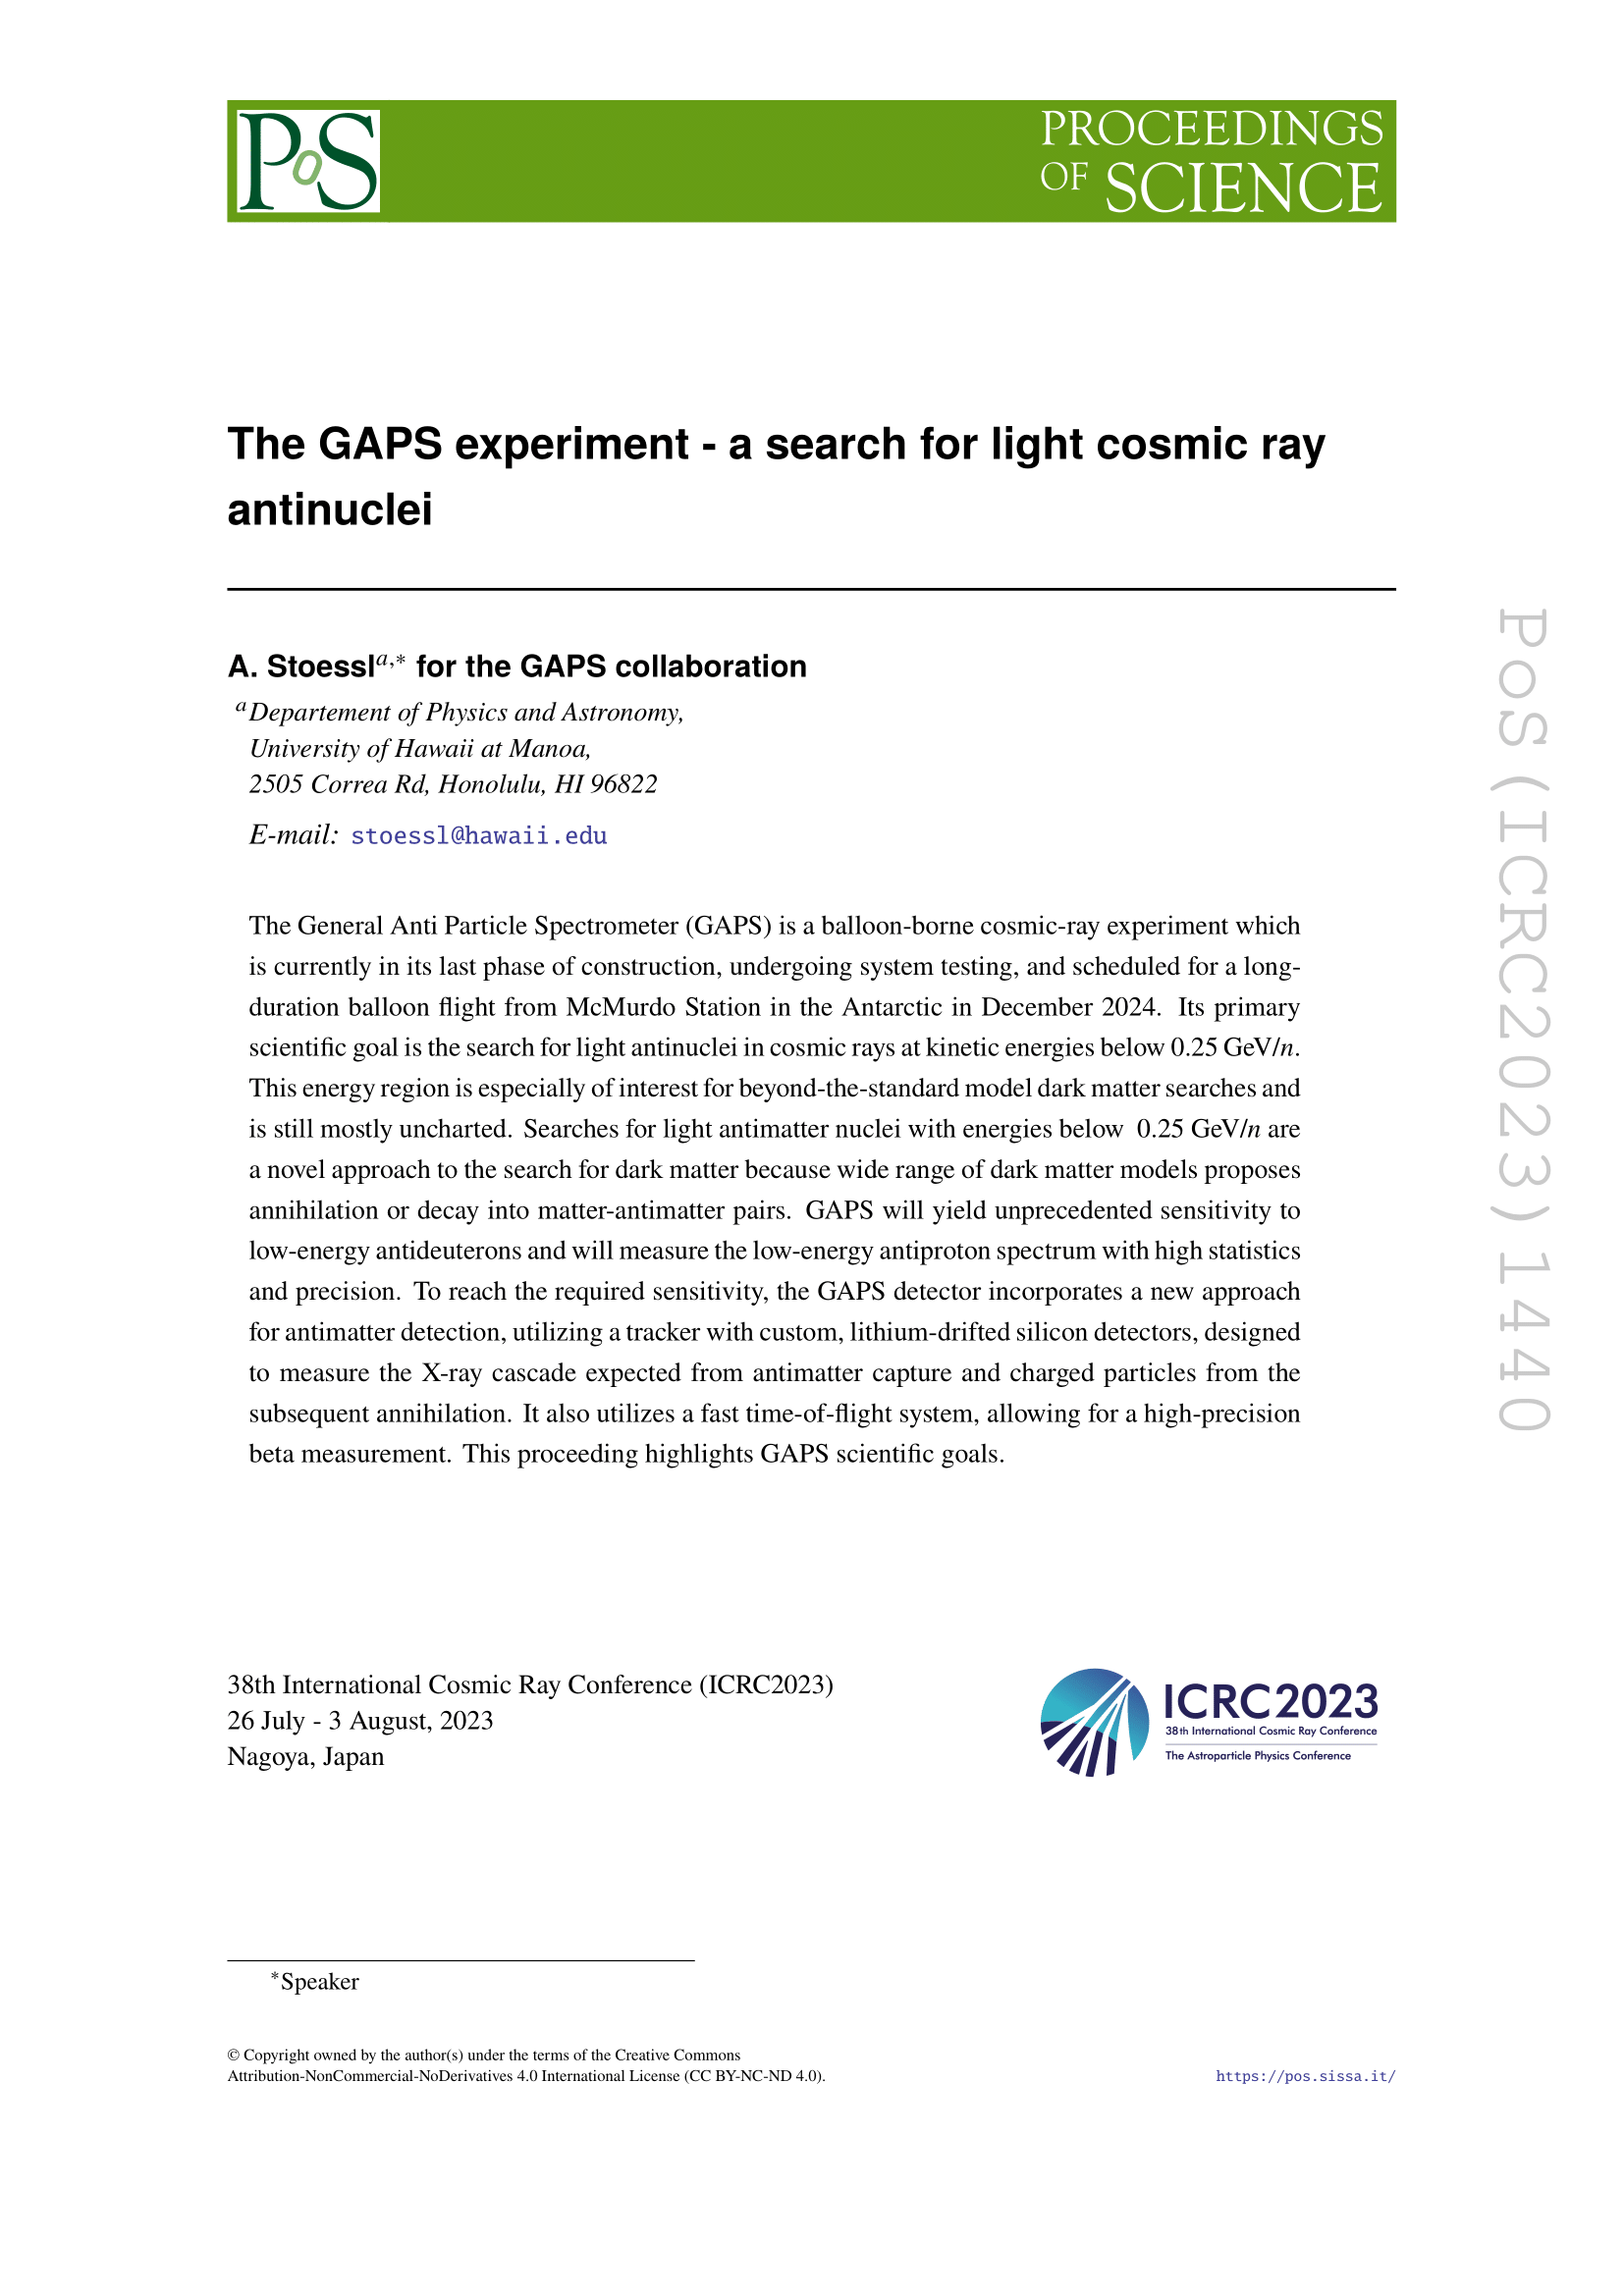 PoS
PROCEEDINGS
OF SCIENCE
The GAPS experiment - a search for light cosmic ray
antinuclei
A. Stoessl𝑎,∗ for the GAPS collaboration
𝑎Departement of Physics and Astronomy,
University of Hawaii at Manoa,
2505 Correa Rd, Honolulu, HI 96822
E-mail: stoessl@hawaii.edu
The General Anti Particle Spectrometer (GAPS) is a balloon-borne cosmic-ray experiment which
is currently in its last phase of construction, undergoing system testing, and scheduled for a long-
duration balloon flight from McMurdo Station in the Antarctic in December 2024. Its primary
scientific goal is the search for light antinuclei in cosmic rays at kinetic energies below 0.25 GeV/n.
This energy region is especially of interest for beyond-the-standard model dark matter searches and
is still mostly uncharted. Searches for light antimatter nuclei with energies below 0.25 GeV/n are
a novel approach to the search for dark matter because wide range of dark matter models proposes
annihilation or decay into matter-antimatter pairs. GAPS will yield unprecedented sensitivity to
low-energy antideuterons and will measure the low-energy antiproton spectrum with high statistics
and precision. To reach the required sensitivity, the GAPS detector incorporates a new approach
for antimatter detection, utilizing a tracker with custom, lithium-drifted silicon detectors, designed
to measure the X-ray cascade expected from antimatter capture and charged particles from the
subsequent annihilation. It also utilizes a fast time-of-flight system, allowing for a high-precision
beta measurement. This proceeding highlights GAPS scientific goals.
PoS(ICRC2023)1440
38th International Cosmic Ray Conference (ICRC2023)
26 July - 3 August, 2023
Nagoya, Japan
ICRC2023
38th International Cosmic Ray Conference
The Astroparticle Physics Conference
∗Speaker
© Copyright owned by the author(s) under the terms of the Creative Commons
Attribution-NonCommercial-NoDerivatives 4.0 International License (CC BY-NC-ND 4.0).
https://pos.sissa.it/